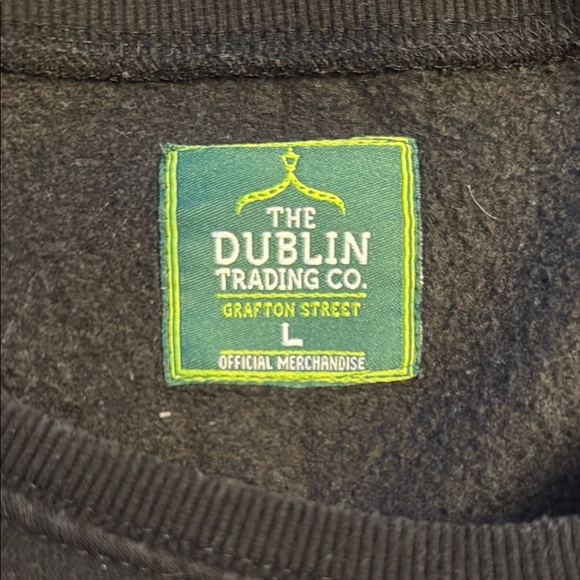 THE
DUBLIN
TRADING CO.
GRAFTON STREET
L
OFFICIAL MERCHANDISE